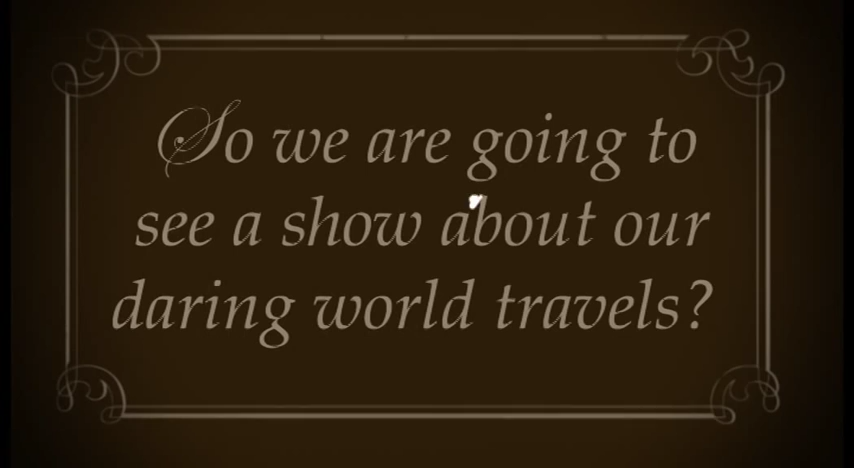 So we are going to
see a show about our
daring world travels?